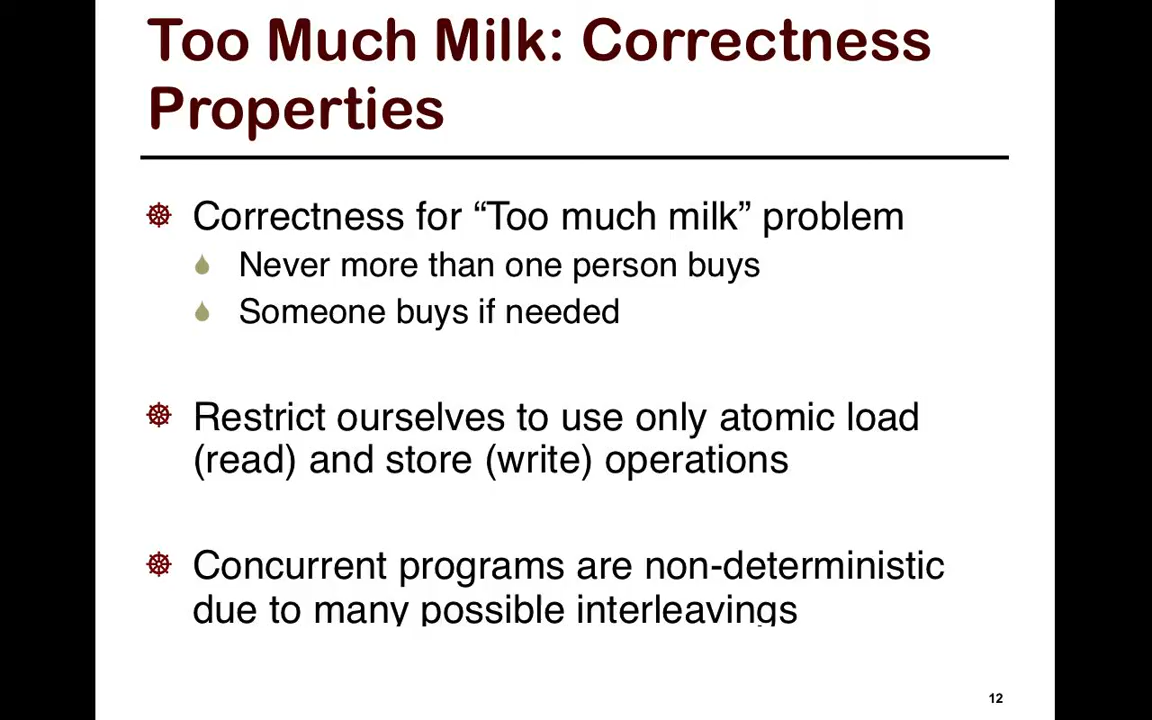 Too Much Milk: Correctness
Properties
Correctness for “Too much milk” problem
Never more than one person buys
Someone buys if needed
Restrict ourselves to use only atomic load
(read) and store (write) operations
Concurrent programs are non-deterministic
due to many possible interleavings
12